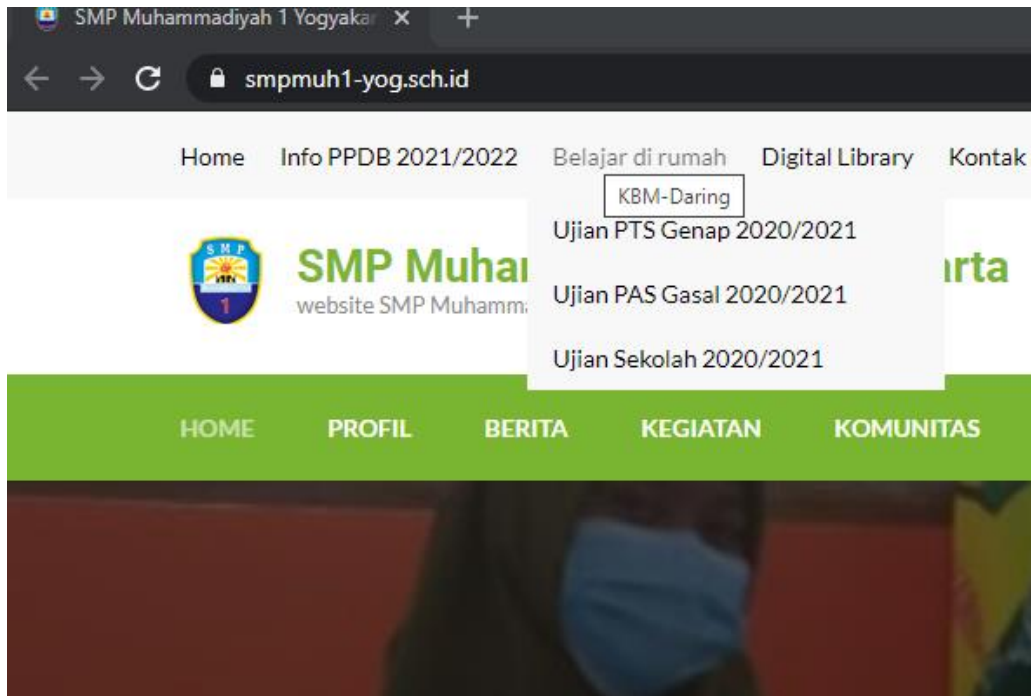 SMP Muhammadiyah 1 Yogyakar
smpmuh1-yog.sch.id
Home Info PPDB 2021/2022 Belajar di rumah Digital Library Kontak
KBM-Daring
Ujian PTS Genap 2020/2021
Ujian PAS Gasal 2020/2021
Ujian Sekolah 2020/2021
SMP
1
SMP Muha arta
website SMP Muhamm
HOME PROFIL BERITA KEGIATAN KOMUNITAS